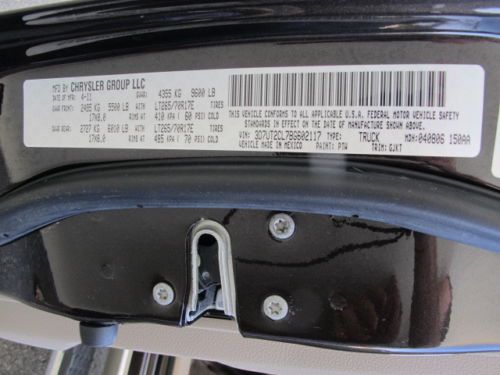 MFD BY CHRYSLER GROUP LLC GVWR: 4355 KG 9600 LB
DATE OF MFR 4-11
GAWR FRONT: 2495 KG 5500 LB WITH LT265/70R17E TIRES
17X8.0 RIMS AT 410 KPA ( 60 PSI) COLD
GAWR REAR: 2727 KG 6010 LB WITH LT265/70R17E TIRES
17X8.0 RIMS AT 485 KPA ( 70 PSI) COLD
THIS VEHICLE CONFORMS TO ALL APPLICABLE U.S.A. FEDERAL MOTOR VEHICLE SAFETY
STANDARDS IN EFFECT ON THE DATE OF MANUFACTURE SHOWN ABOVE.
VIN: 3D7UT2CL7BG602117 TYPE: TRUCK MDH: 040806 150AA
VEHICLE MADE IN MEXICO PAINT: PTW TRIM: GJKT